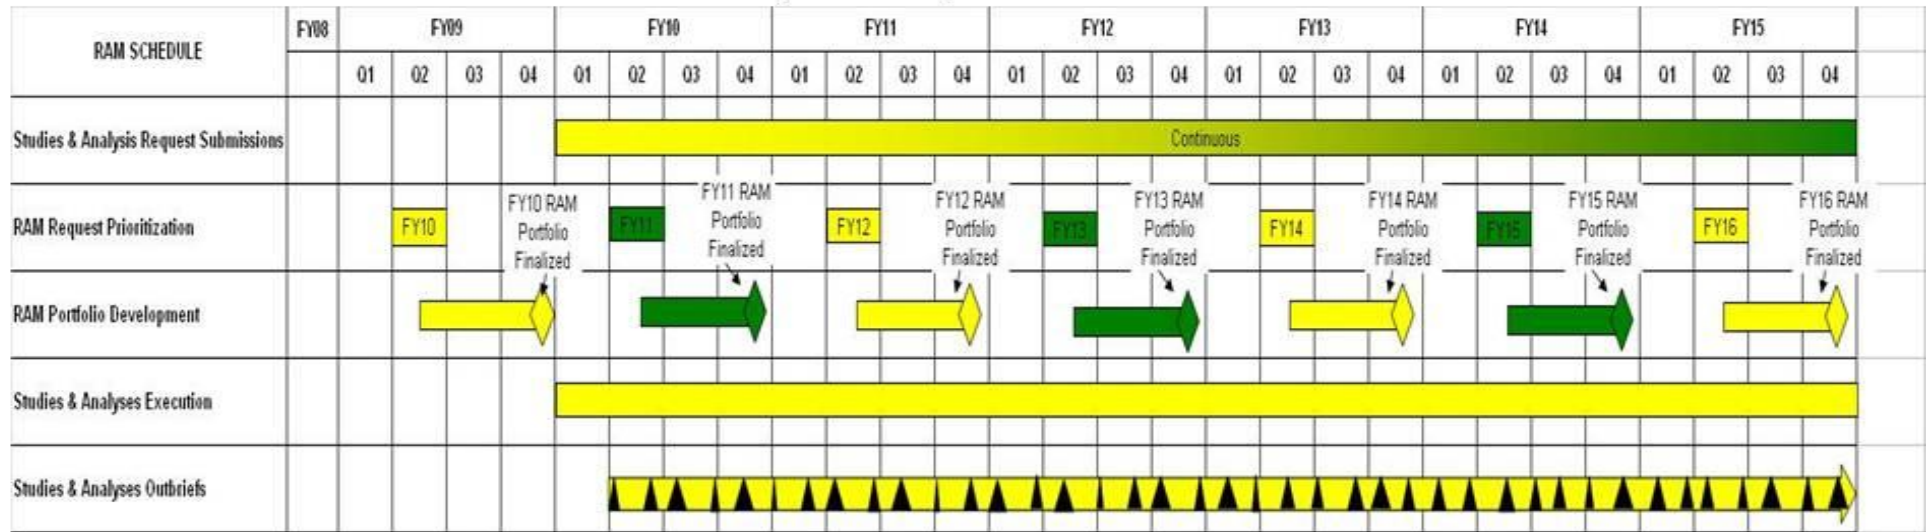 RAM SCHEDULE
FY08 FY09 FY10 FY11 FY12 FY13 FY14 FY15
Q1 Q2 Q3 Q4 Q1 Q2 Q3 Q4 Q1 Q2 Q3 Q4 Q1 Q2 Q3 Q4 Q1 Q2 Q3 Q4 Q1 Q2 Q3 Q4 Q1 Q2 Q3 Q4
Studies & Analysis Request Submissions
Continuous
RAM Request Prioritization
FY10
FY10 RAM
Portfolio
Finalized
FY11
FY11 RAM
Portfolio
Finalized
FY12
FY12 RAM
Portfolio
Finalized
FY13
FY13 RAM
Portfolio
Finalized
FY14
FY14 RAM
Portfolio
Finalized
FY15
FY15 RAM
Portfolio
Finalized
FY16
FY16 RAM
Portfolio
Finalized
RAM Portfolio Development
Studies & Analyses Execution
Studies & Analyses Outbriefs